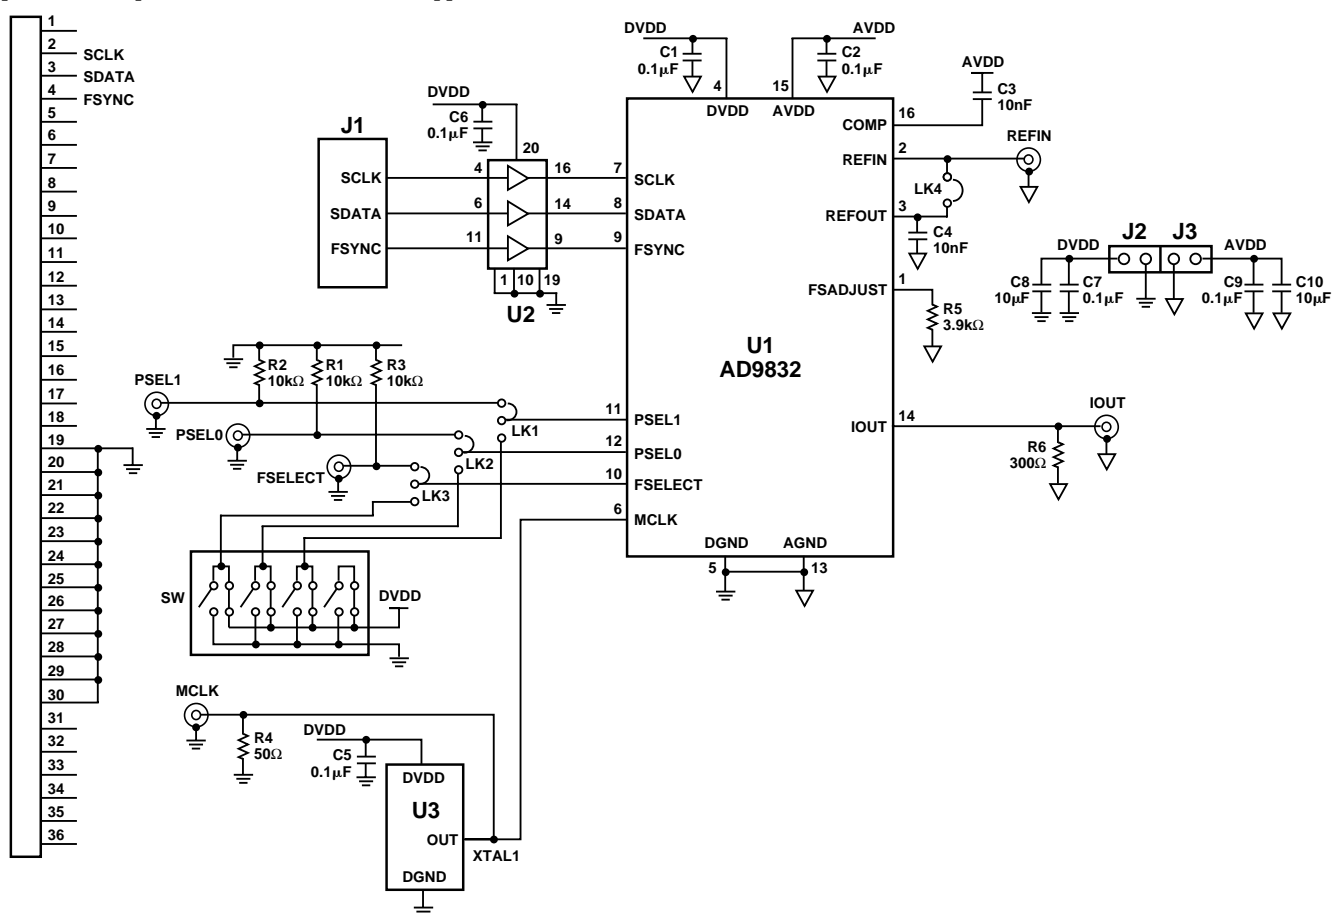 1
2
SCLK
3
SDATA
4
FSYNC
5
6
7
8
9
10
11
12
13
14
15
16
17
18
19
20
21
22
23
24
25
26
27
28
29
30
31
32
33
34
35
36
J1
SCLK
SDATA
FSYNC
DVDD
C6
0.1µF
20
4
16
6
14
11
9
1
10
19
U2
DVDD
C1
0.1µF
4
AVDD
C2
0.1µF
15
DVDD
AVDD
7
SCLK
8
SDATA
9
FSYNC
11
PSEL1
12
PSEL0
10
FSELECT
6
MCLK
U1
AD9832
COMP
16
REFIN
2
REFOUT
3
FSADJUST
1
IOUT
14
DGND
AGND
5
13
AVDD
C3
10nF
REFIN
LK4
C4
10nF
R5
3.9kΩ
J2
J3
DVDD
AVDD
C8
10µF
C7
0.1µF
C9
0.1µF
C10
10µF
IOUT
R6
300Ω
R2
10kΩ
R1
10kΩ
R3
10kΩ
PSEL1
PSEL0
FSELECT
LK1
LK2
LK3
SW
DVDD
MCLK
R4
50Ω
DVDD
C5
0.1µF
DVDD
U3
OUT
XTAL1
DGND